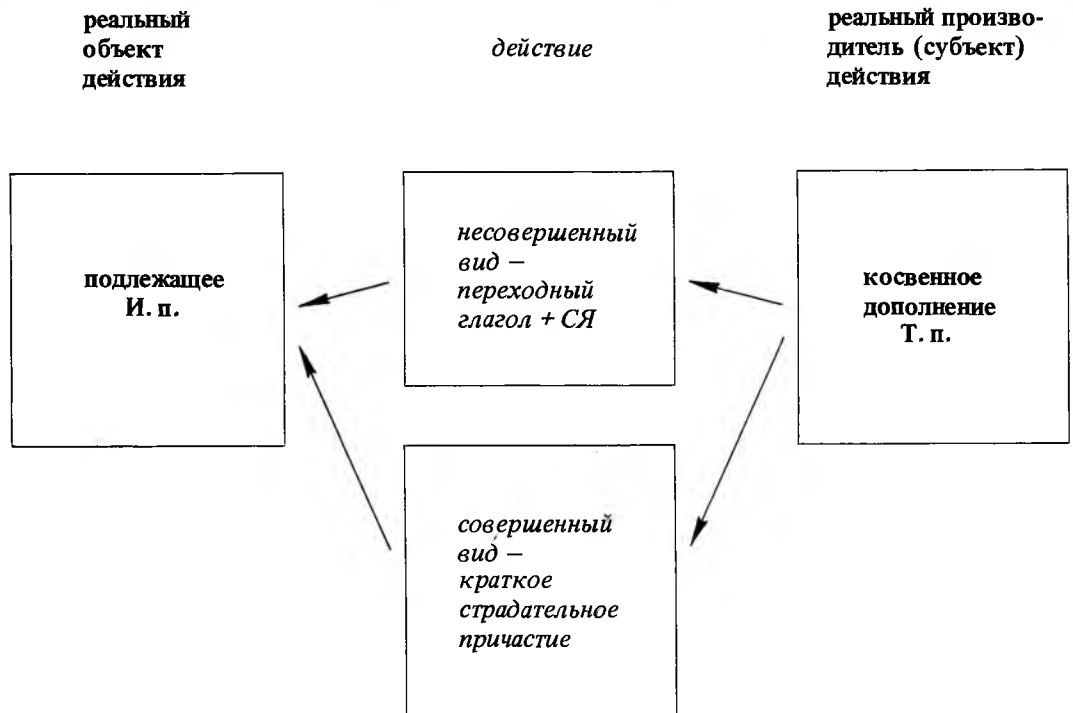 реальный
объект
действия
действие
реальный произво-
дитель (субъект)
действия
подлежащее
И. п.
несовершенный
вид –
переходный
глагол + СЯ
косвенное
дополнение
Т. п.
совершенный
вид –
краткое
страдательное
причастие